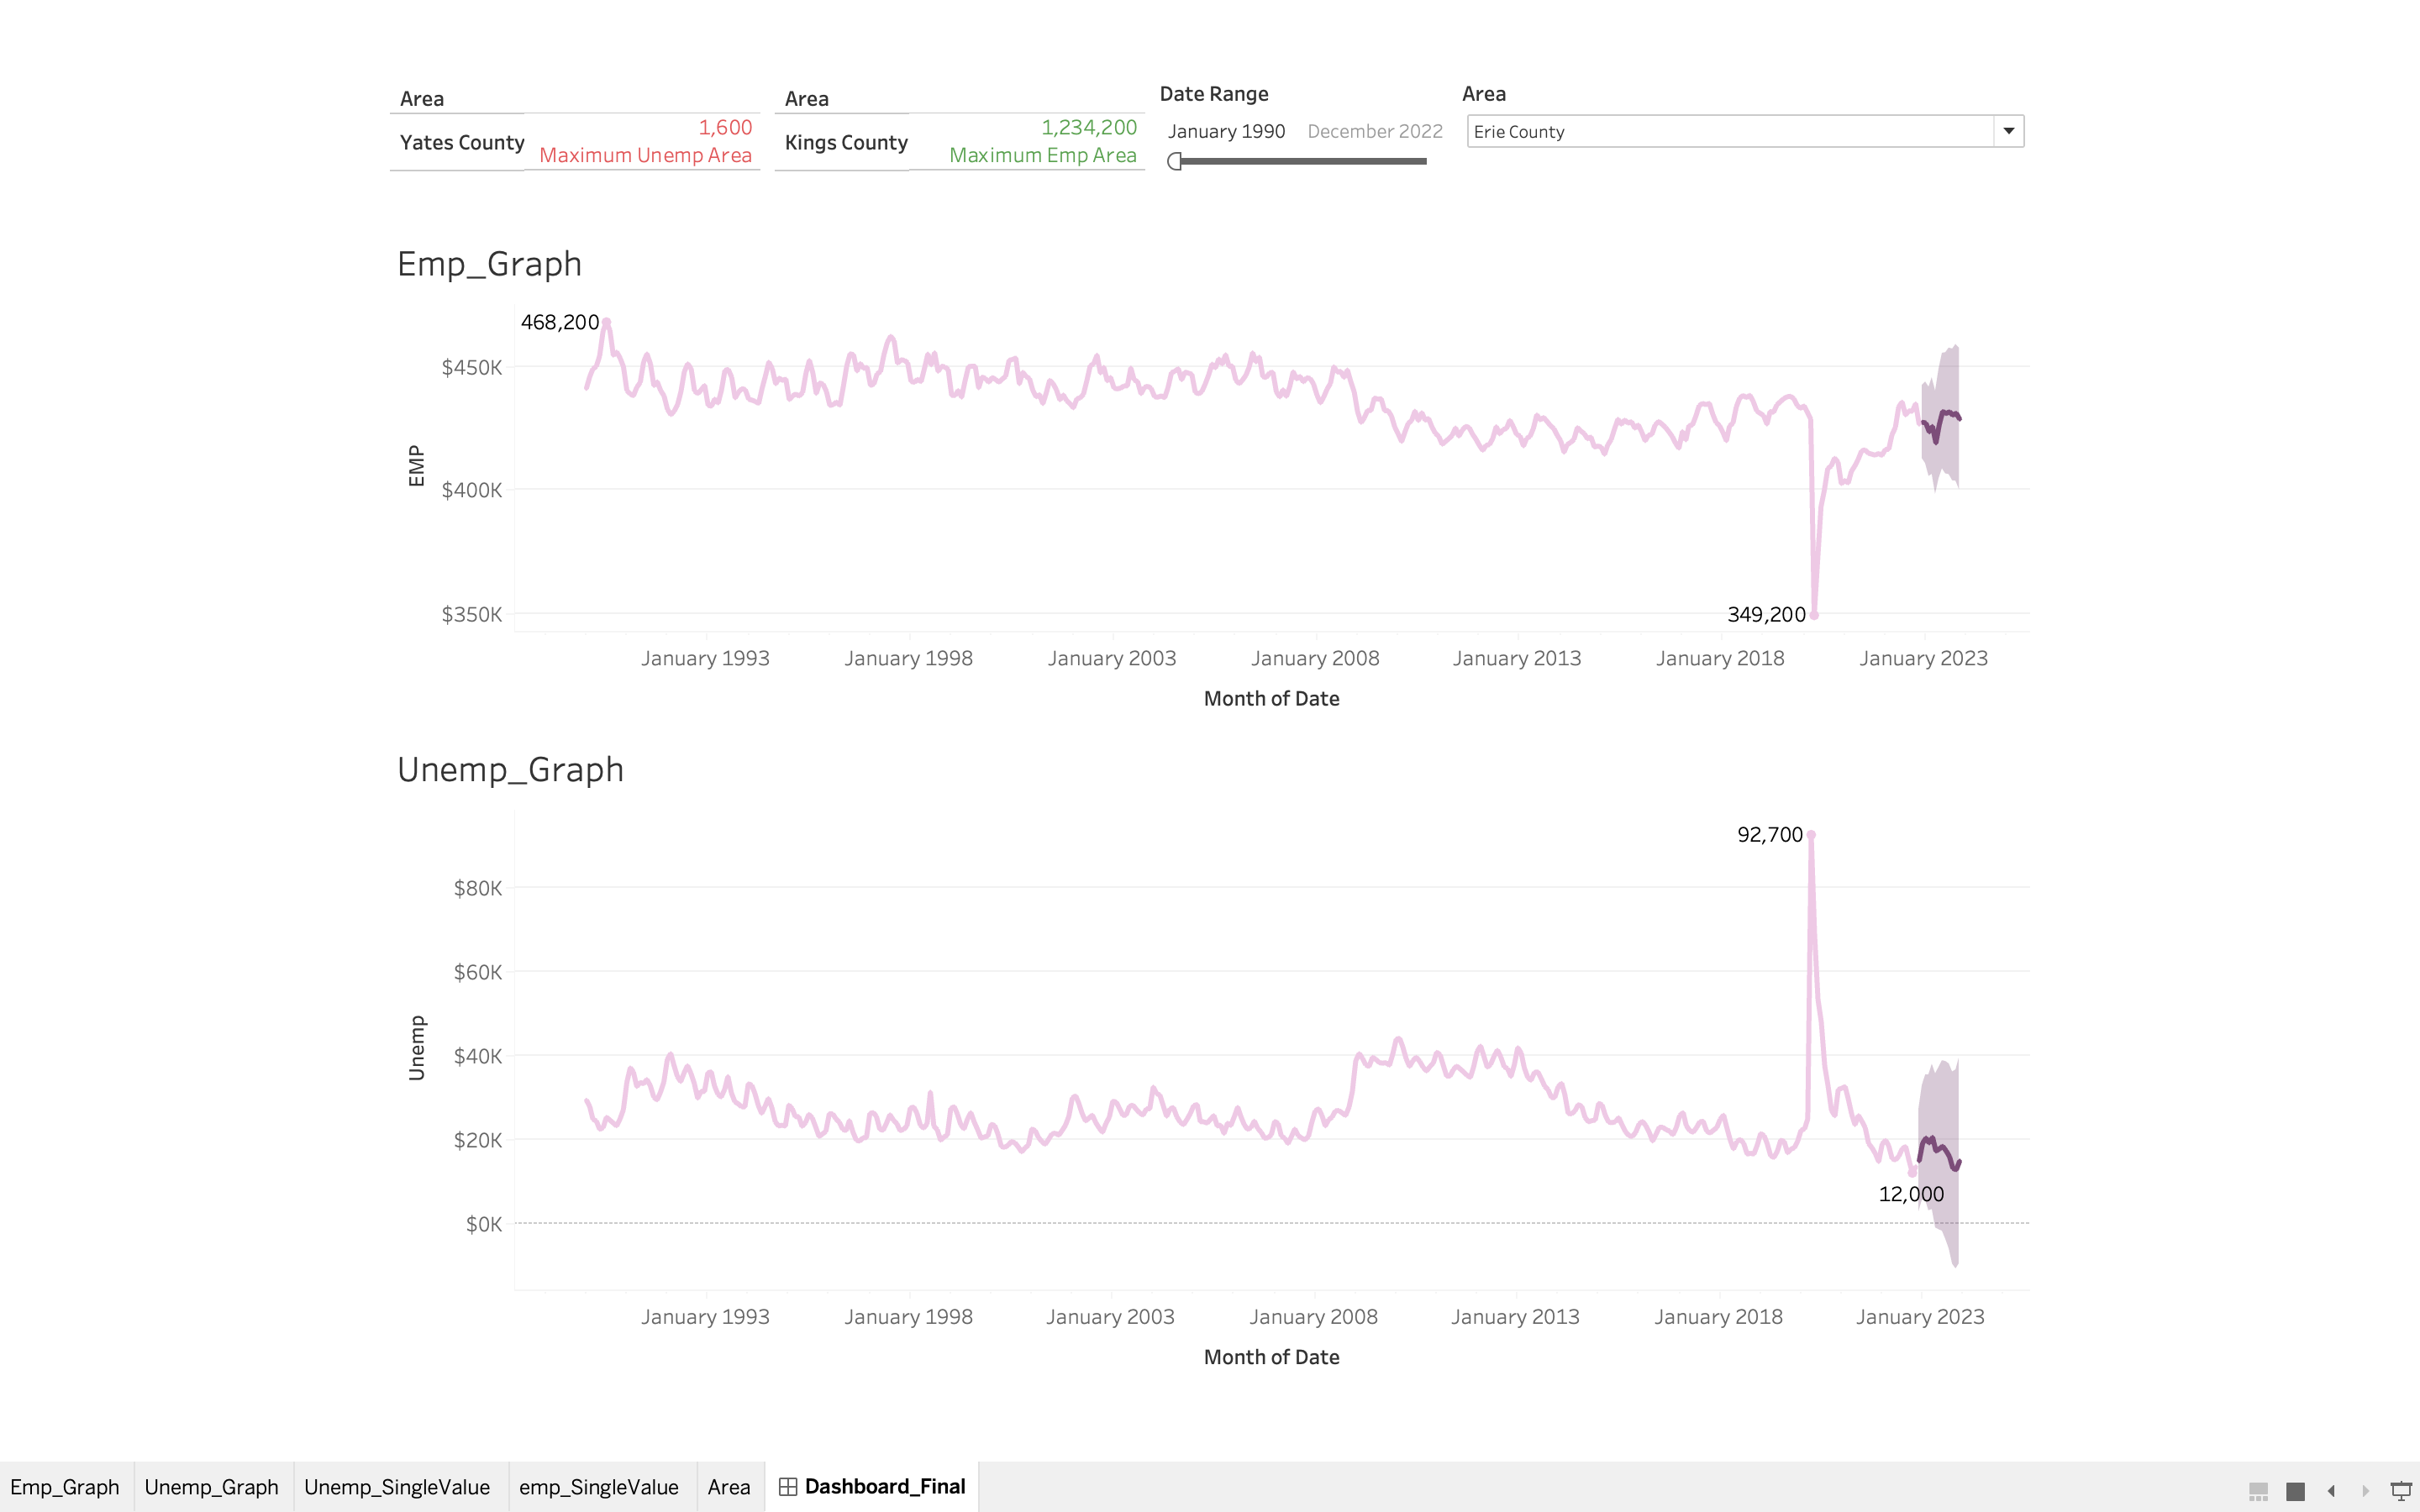 Area
Yates County
1,600
Maximum Unemp Area
Area
Kings County
1,234,200
Maximum Emp Area
Date Range
January 1990 December 2022
Area
Erie County
Emp_Graph
468,200
$450K
$400K
$350K
EMP
349,200
January 1993 January 1998 January 2003 January 2008 January 2013 January 2018 January 2023
Month of Date
Unemp_Graph
92,700
$80K
$60K
$40K
$20K
$0K
Unemp
12,000
January 1993 January 1998 January 2003 January 2008 January 2013 January 2018 January 2023
Month of Date
Emp_Graph Unemp_Graph Unemp_SingleValue emp_SingleValue Area Dashboard_Final